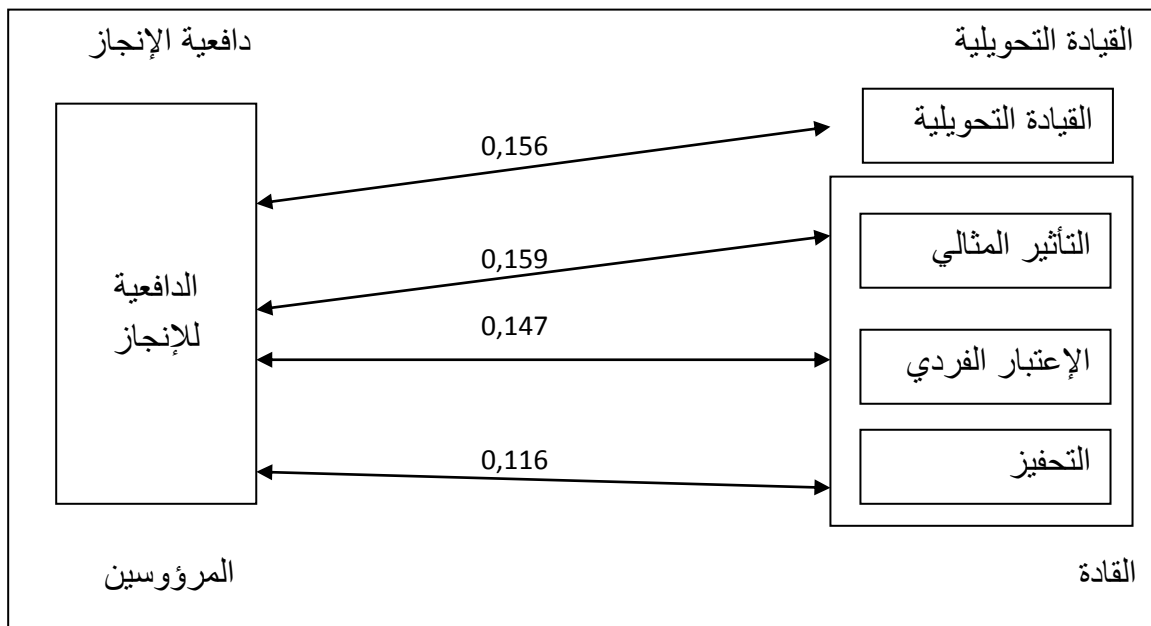 القيادة التحويلية
دافعية الإنجاز
القيادة التحويلية
0,156
التأثير المثالي
0,159
الدافعية
للإنجاز
0,147
الإعتبار الفردي
0,116
التحفيز
القادة
المرؤوسين